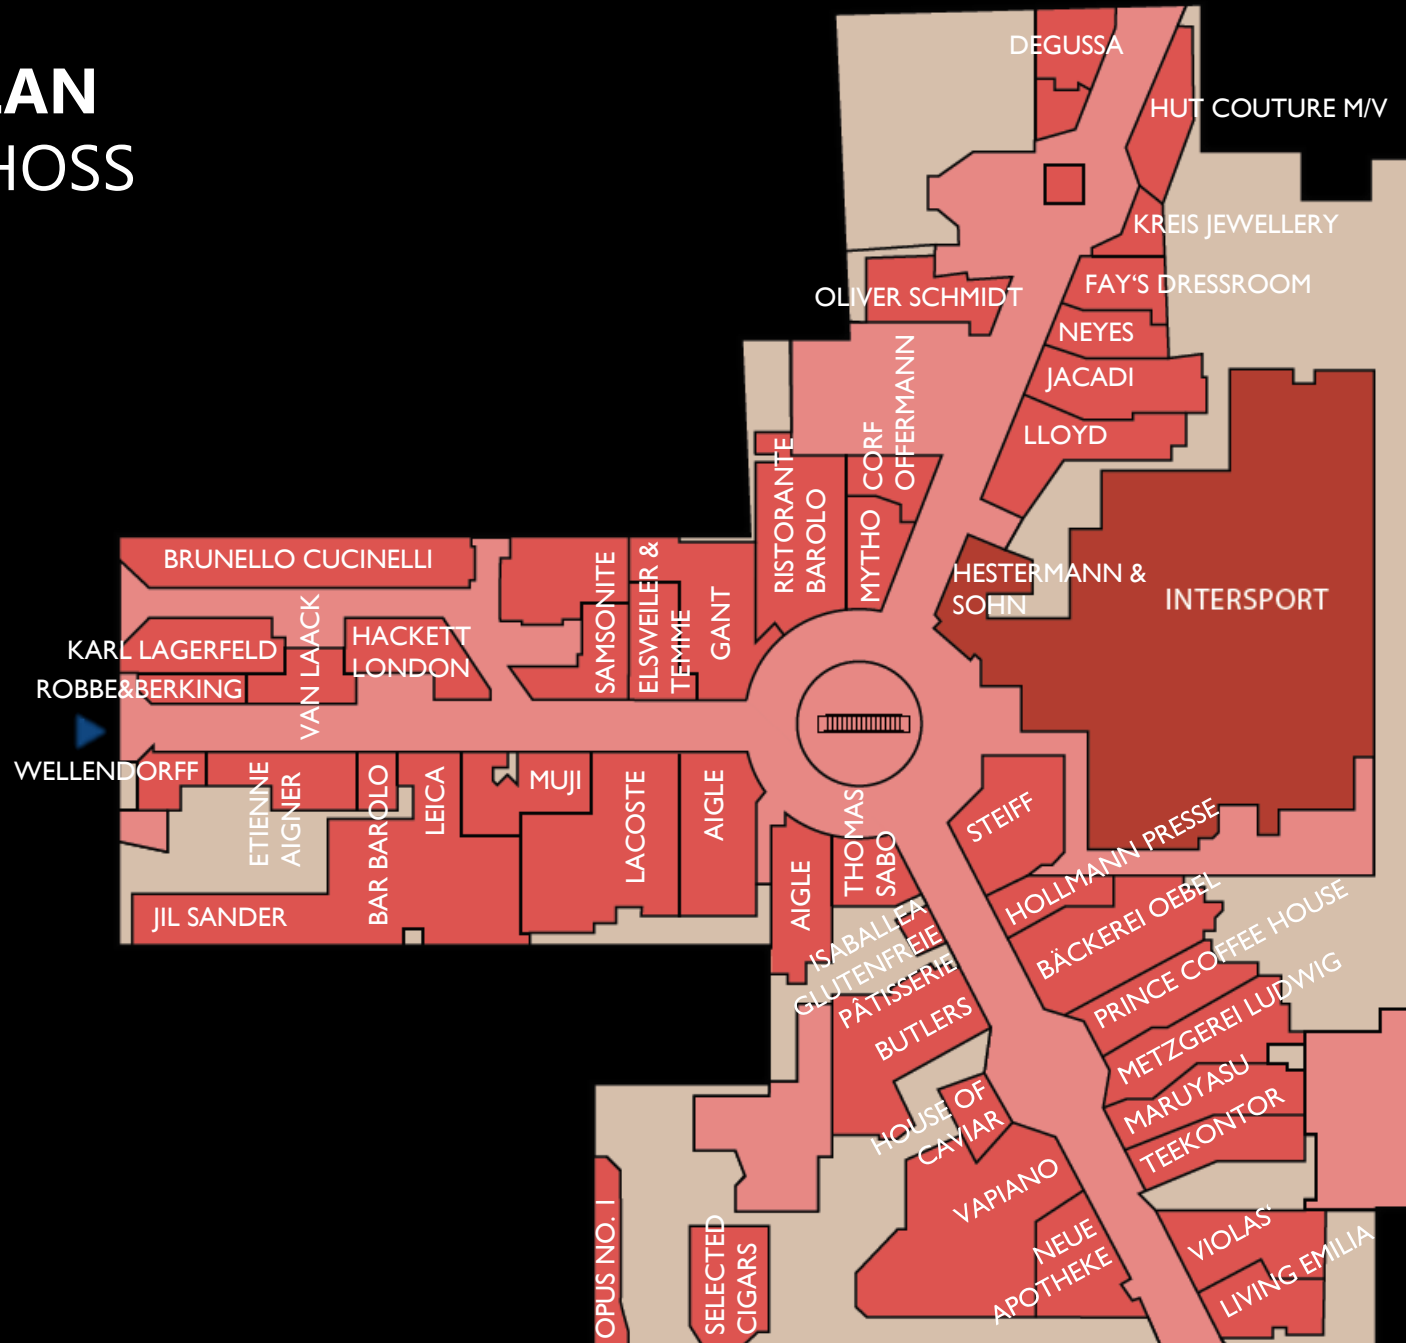 LAN
HOSS
DEGUSSA
HUT COUTURE M/V
KREIS JEWELLERY
FAY'S DRESSROOM
OLIVER SCHMIDT
NEYES
JACADI
LLOYD
CORF
OFFERMANN
RISTORANTE
BAROLO
MYTHO
HESTERMANN &
SOHN
INTERSPORT
BRUNELLO CUCINELLI
SAMSONITE
ELSWEILER &
TEMME
GANT
KARL LAGERFELD
VAN LAACK
HACKETT
LONDON
ROBBE&BERKING
WELLENDORFF
ETIENNE
AIGNER
BAR BAROLO
LEICA
MUJI
LACOSTE
AIGLE
JIL SANDER
AIGLE
THOMAS
SABO
STEIFF
HOLLMANN PRESSE
BÄCKEREI OEBEL
PRINCE COFFEE HOUSE
METZGEREI LUDWIG
MARUYASU
TEEKONTOR
ISABALLEA
GLUTENFREIE
PÂTISSERIE
BUTLERS
HOUSE OF
CAVIAR
VAPIANO
NEUE
APOTHEKE
VIOLAS'
LIVING EMILIA
OPUS NO. I
SELECTED
CIGARS